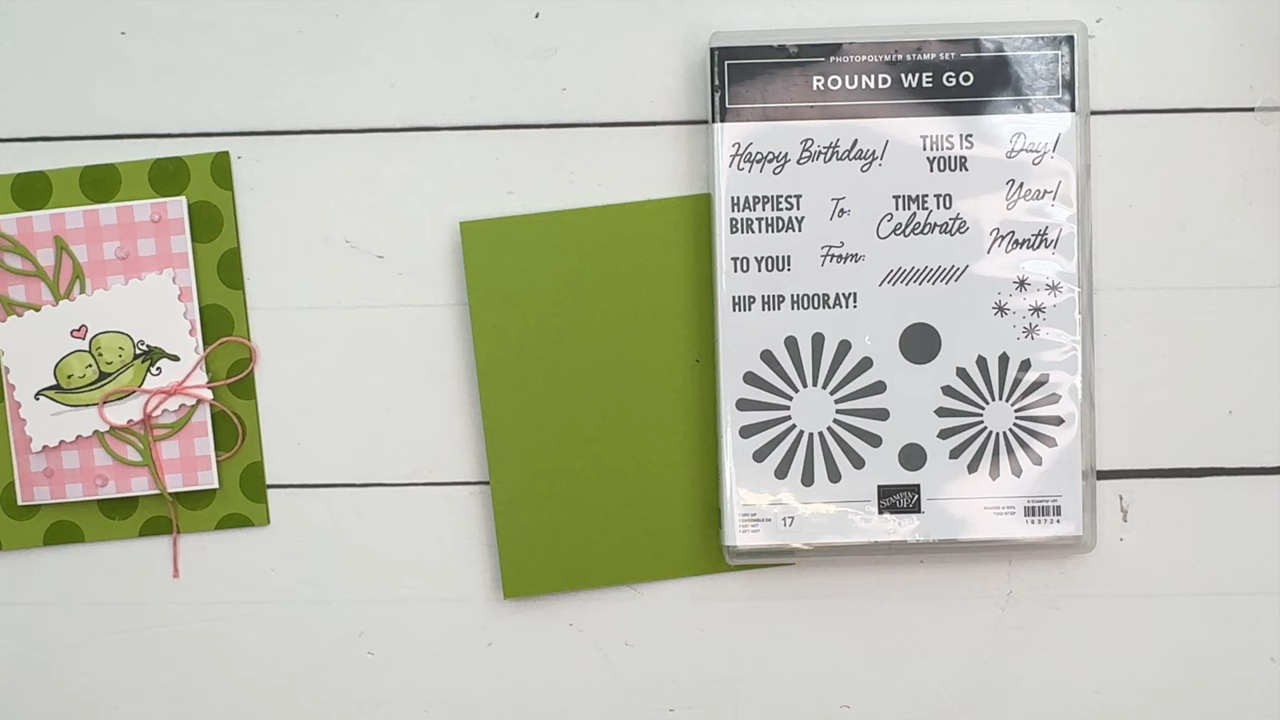 PHOTOPOLYMER STAMP SET
ROUND WE GO
Happy Birthday!
THIS IS
YOUR
Day!
HAPPIEST
BIRTHDAY
To:
TIME TO
Celebrate
Year!
TO YOU!
From:
Month!
HIP HIP HOORAY!
STAMPIN' UP!
17
163724